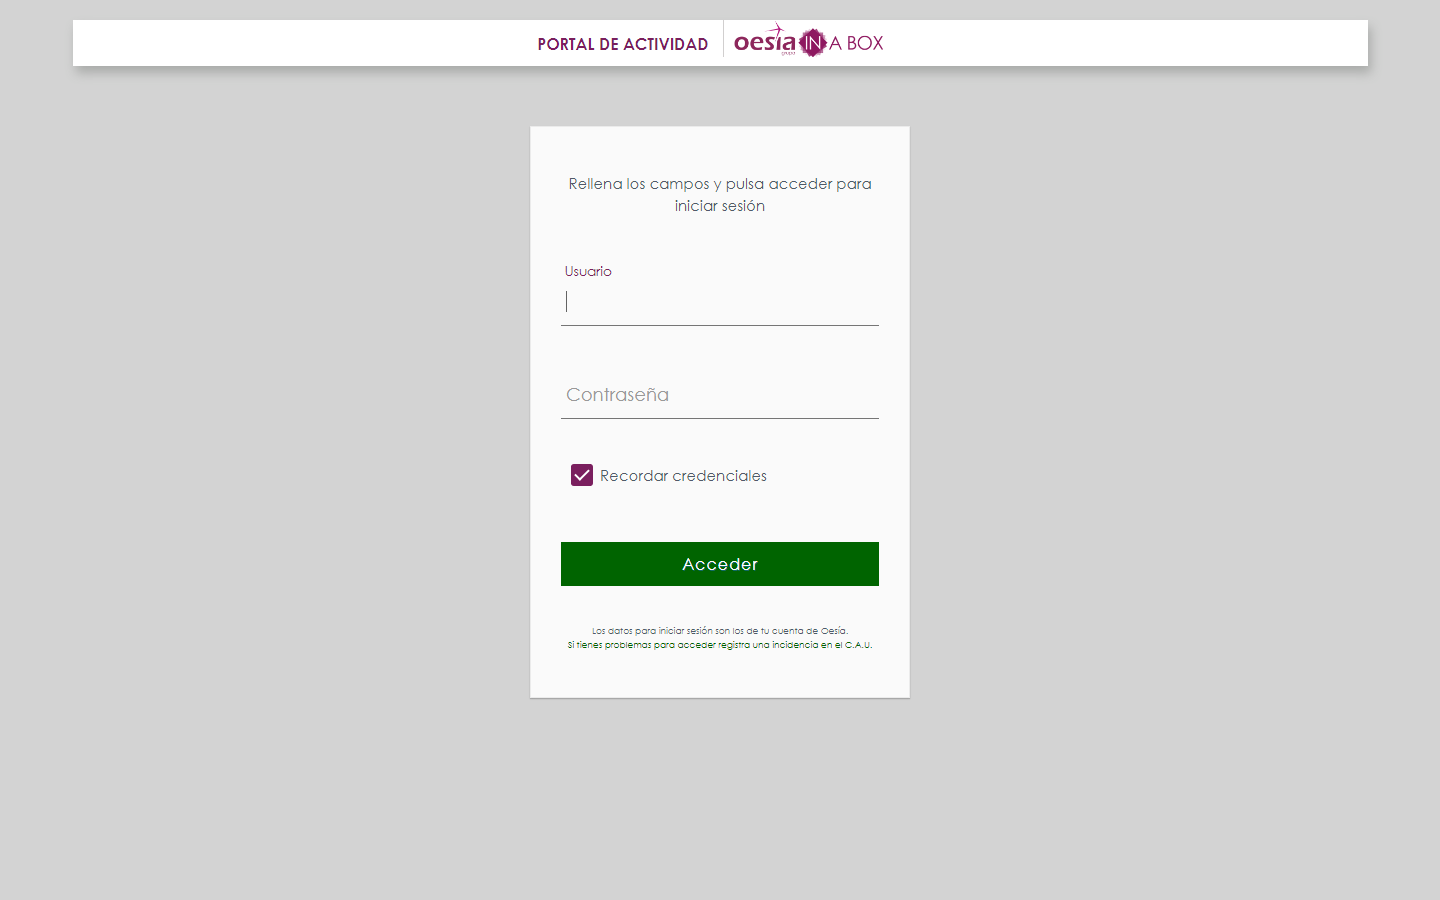 PORTAL DE ACTIVIDAD
oesía IN A BOX
grupo
Rellena los campos y pulsa acceder para
iniciar sesión
Usuario
Contraseña
Recordar credenciales
Acceder
Los datos para iniciar sesión son los de tu cuenta de Oesía.
Si tienes problemas para acceder registra una incidencia en el C.A.U.